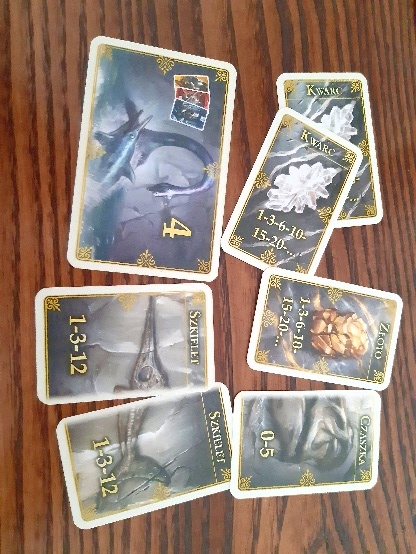 4
KWARC
...
KWARC
1-3-6-10-
15-20-...
ZŁOTO
1-3-6-10-
15-20-...
SZKIELET
1-3-12
SZKIELET
1-3-12
CZASZKA
0-5